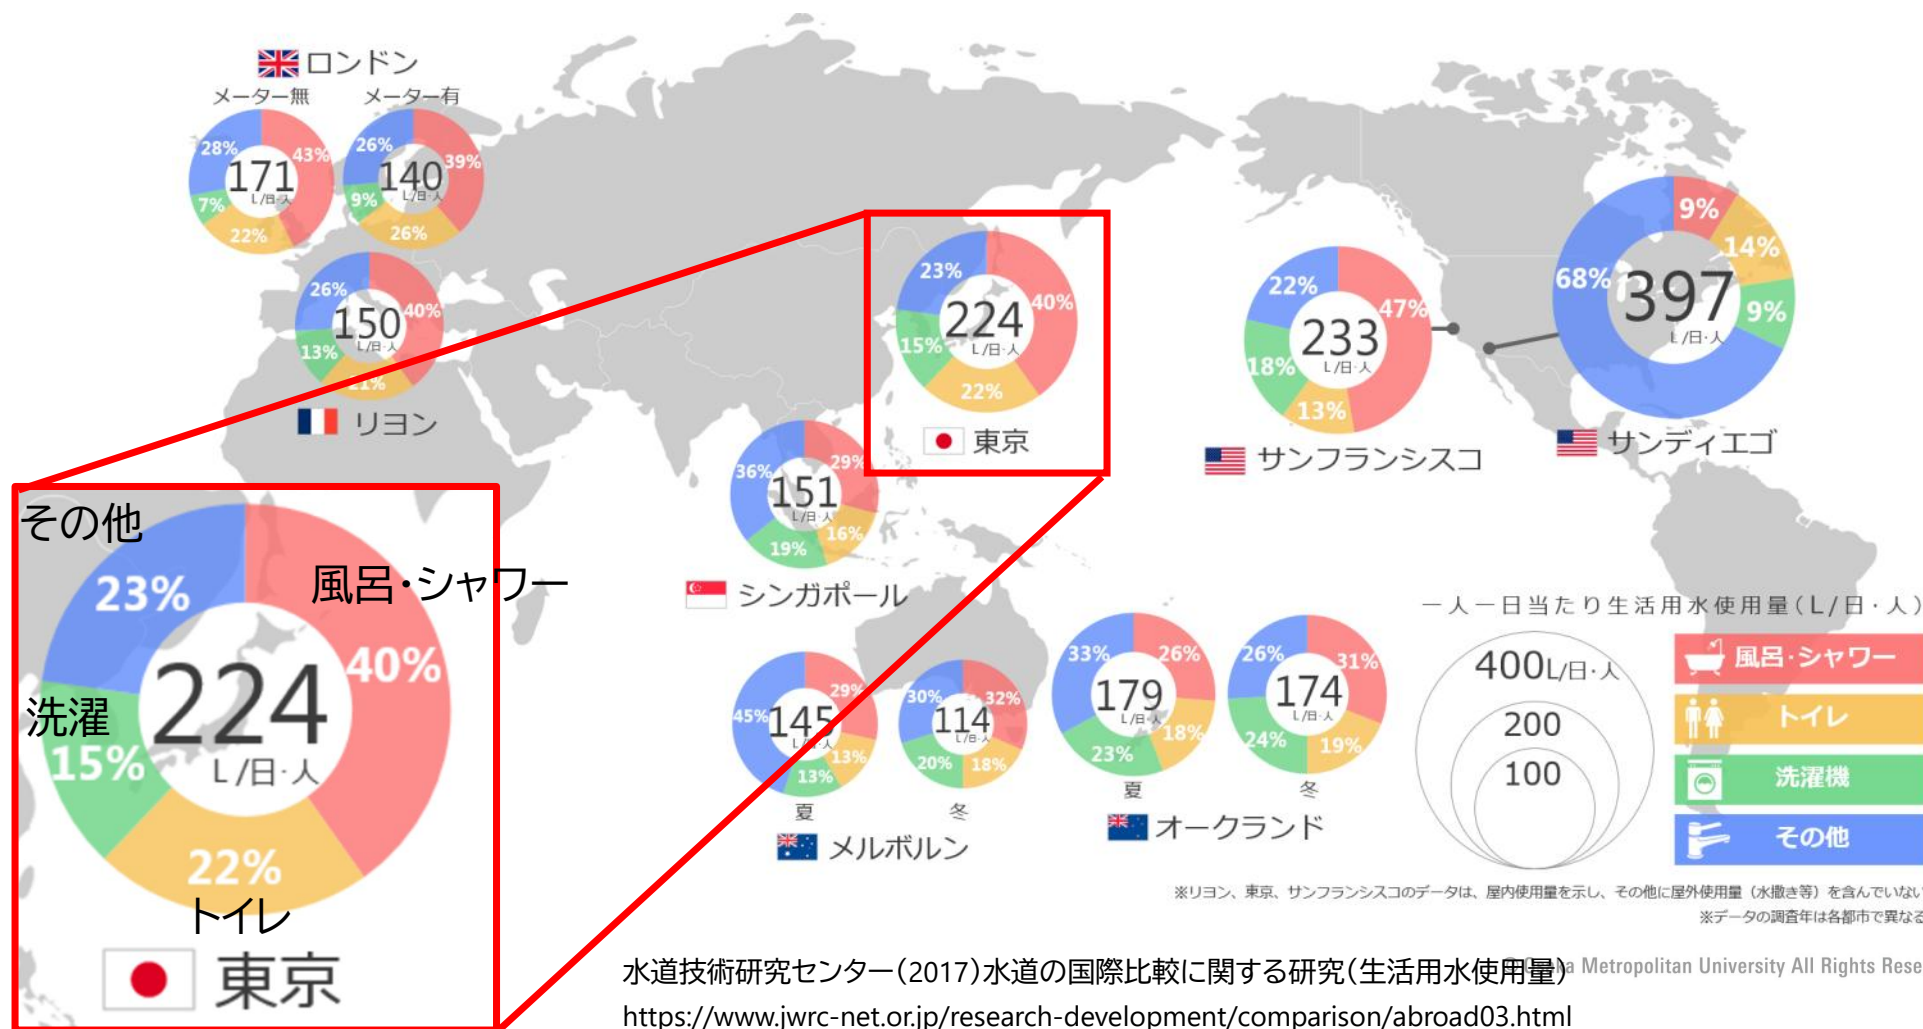 ロンドン
メーター無 メーター有
28% 43% 7% 22%
171
L/日·人
26% 39% 9% 26%
140
L/日·人
26% 40% 13% 21%
150
L/日·人
リヨン
23% 40% 15% 22%
224
L/日·人
東京
22% 47% 18% 13%
233
L/日·人
サンフランシスコ
9% 14% 9% 68%
397
L/日·人
サンディエゴ
36% 29% 19% 16%
151
L/日·人
シンガポール
その他
23%
風呂・シャワー
40%
224
L/日·人
洗濯
15%
22%
トイレ
東京
45% 29% 13% 13%
145
L/日·人
夏
30% 32% 20% 18%
114
L/日·人
冬
メルボルン
33% 26% 18% 23%
179
L/日·人
夏
26% 31% 24% 19%
174
L/日·人
冬
オークランド
一人一日当たり生活用水使用量(L/日・人)
400L/日·人
200
100
風呂・シャワー
トイレ
洗濯機
その他
※リヨン、東京、サンフランシスコのデータは、屋内使用量を示し、その他に屋外使用量(水撒き等)を含んでいない
※データの調査年は各都市で異なる
水道技術研究センター(2017)水道の国際比較に関する研究(生活用水使用量)
Metropolitan University All Rights Rese
https://www.jwrc-net.or.jp/research-development/comparison/abroad03.html